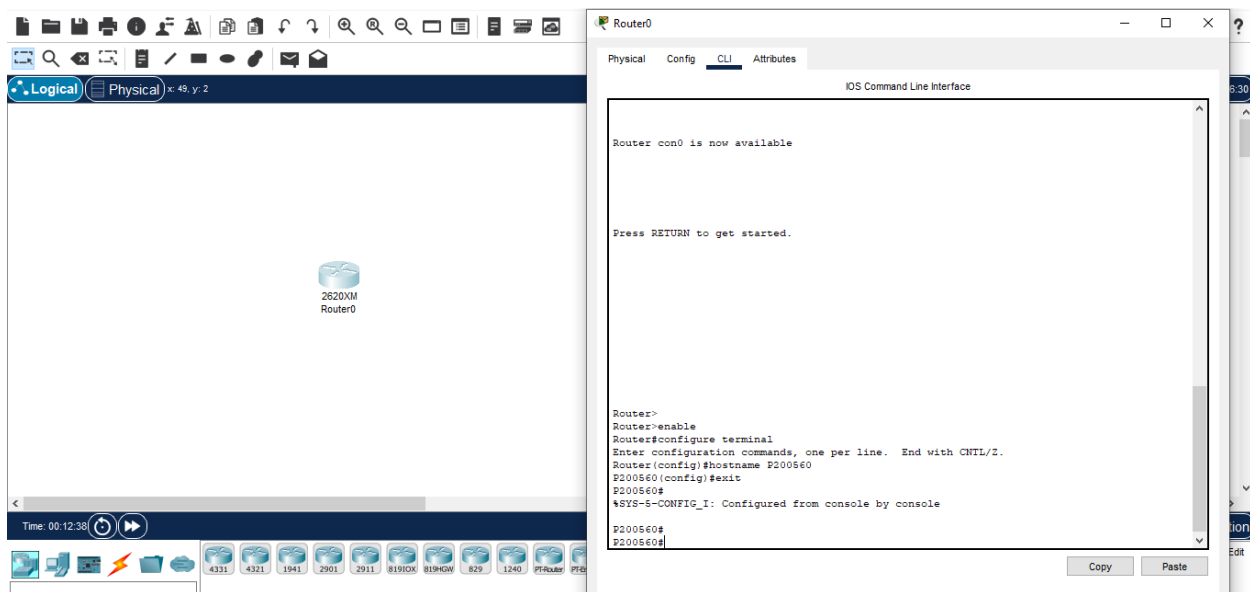 Logical
Physical
x: 49, y: 2
2620XM
Router0
Time: 00:12:38
4331
4321
1941
2901
2911
819IOX
819HGW
829
1240
PT-Router
Router0
Physical Config CLI Attributes
IOS Command Line Interface
Router con0 is now available
Press RETURN to get started.
Router>
Router>enable
Router#configure terminal
Enter configuration commands, one per line. End with CNTL/Z.
Router(config)#hostname P200560
P200560(config)#exit
P200560#
%SYS-5-CONFIG_I: Configured from console by console
P200560#
P200560#
Copy Paste
6:30
Edit